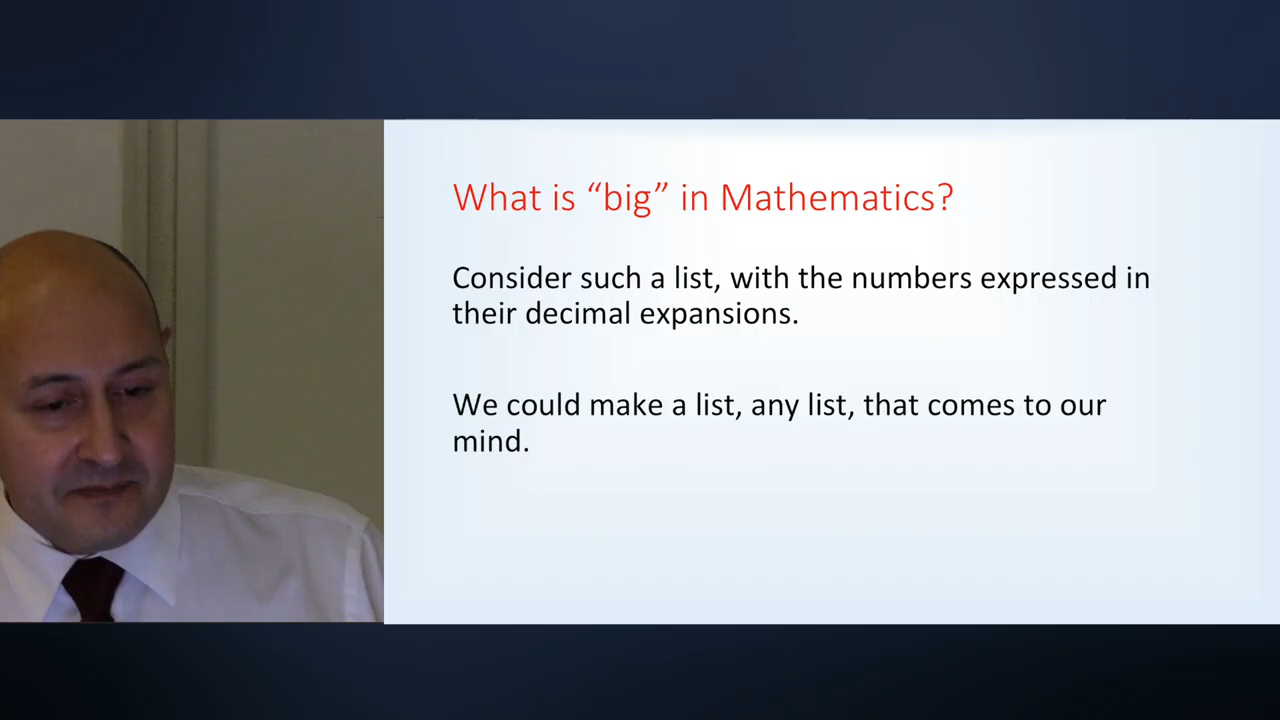 What is “big” in Mathematics?
Consider such a list, with the numbers expressed in
their decimal expansions.
We could make a list, any list, that comes to our
mind.